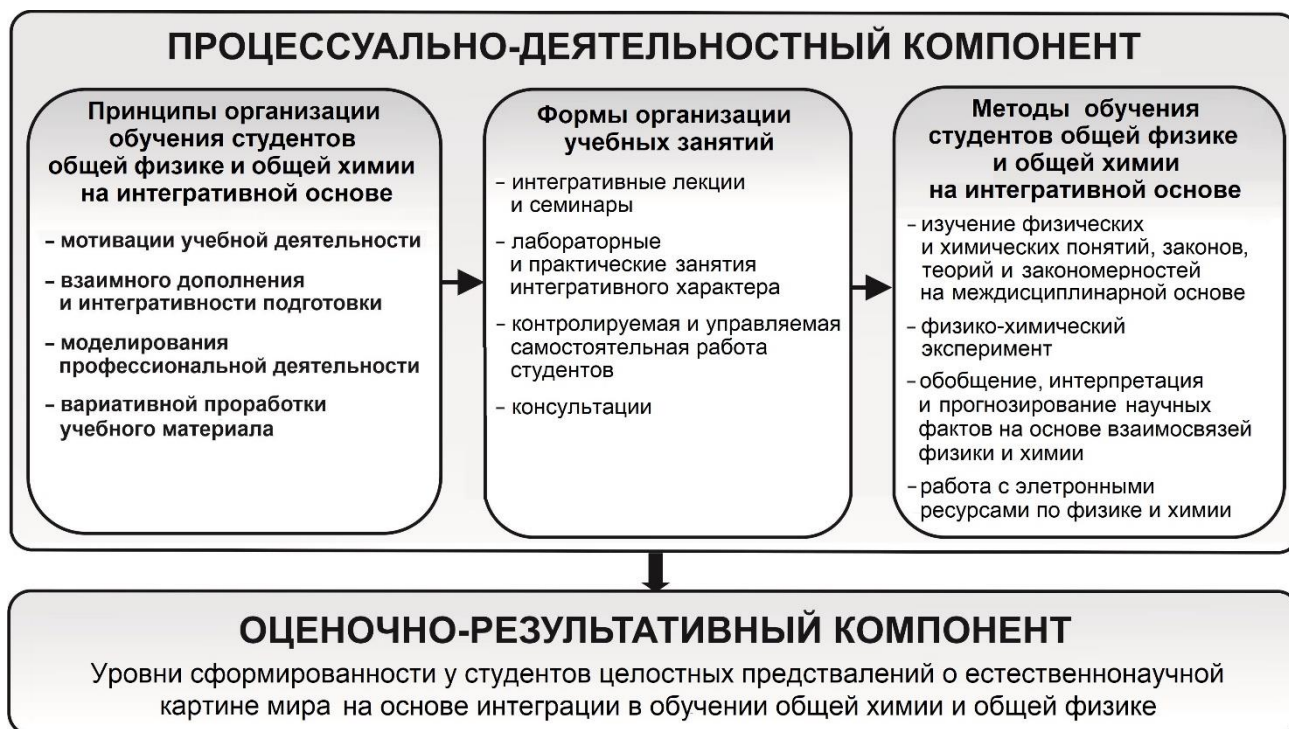 ПРОЦЕССУАЛЬНО-ДЕЯТЕЛЬНОСТНЫЙ КОМПОНЕНТ
Принципы организации
обучения студентов
общей физике и общей химии
на интегративной основе
– мотивации учебной деятельности
– взаимного дополнения
и интегративности подготовки
– моделирования
профессиональной деятельности
– вариативной проработки
учебного материала
Формы организации
учебных занятий
– интегративные лекции
и семинары
– лабораторные
и практические занятия
интегративного характера
– контролируемая и управляемая
самостоятельная работа
студентов
– консультации
Методы обучения
студентов общей физике
и общей химии
на интегративной основе
– изучение физических
и химических понятий, законов,
теорий и закономерностей
на междисциплинарной основе
– физико-химический
эксперимент
– обобщение, интерпретация
и прогнозирование научных
фактов на основе взаимосвязей
физики и химии
– работа с элетронными
ресурсами по физике и химии
ОЦЕНОЧНО-РЕЗУЛЬТАТИВНЫЙ КОМПОНЕНТ
Уровни сформированности у студентов целостных предствалений о естественнонаучной
картине мира на основе интеграции в обучении общей химии и общей физике